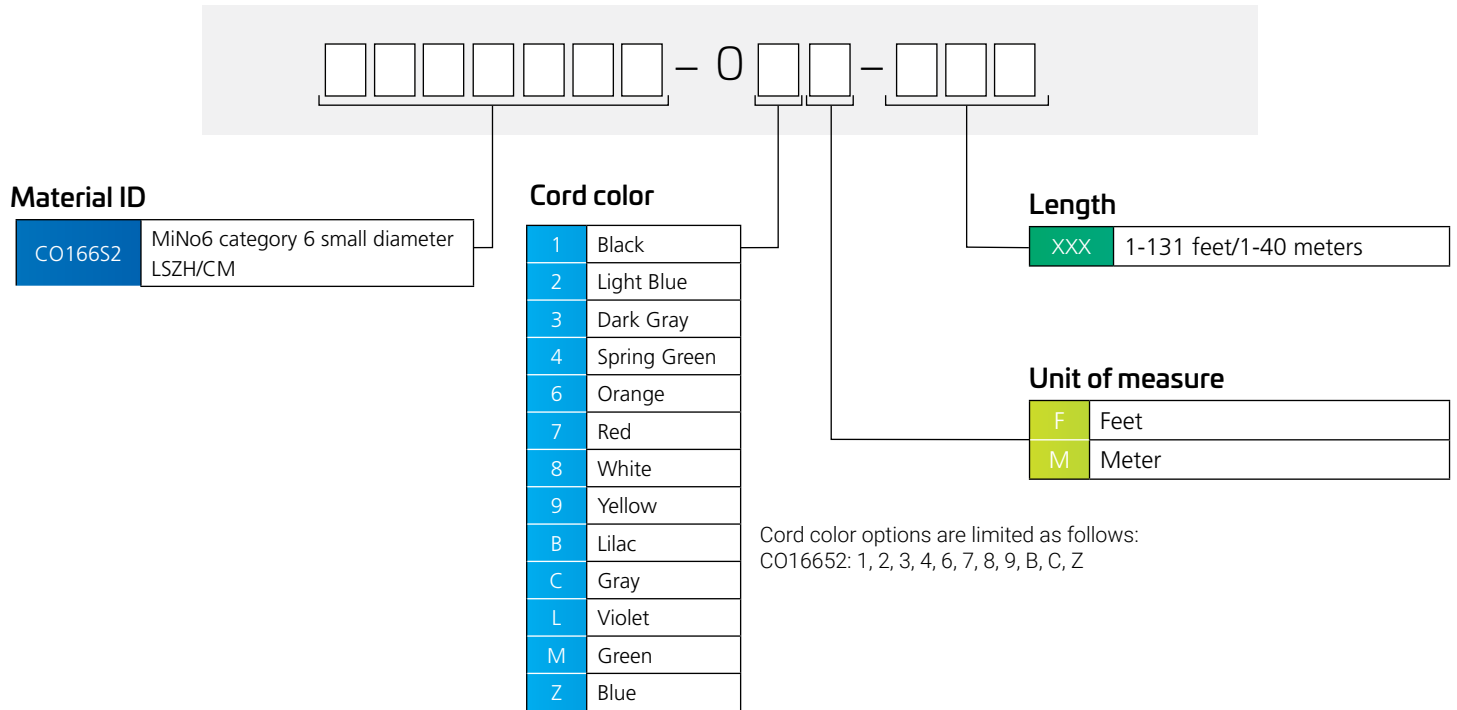 – 0 –
Material ID
CO166S2 MiNo6 category 6 small diameter
LSZH/CM
Cord color
1 Black
2 Light Blue
3 Dark Gray
4 Spring Green
6 Orange
7 Red
8 White
9 Yellow
B Lilac
C Gray
L Violet
M Green
Z Blue
Length
XXX 1-131 feet/1-40 meters
Unit of measure
F Feet
M Meter
Cord color options are limited as follows:
CO16652: 1, 2, 3, 4, 6, 7, 8, 9, B, C, Z